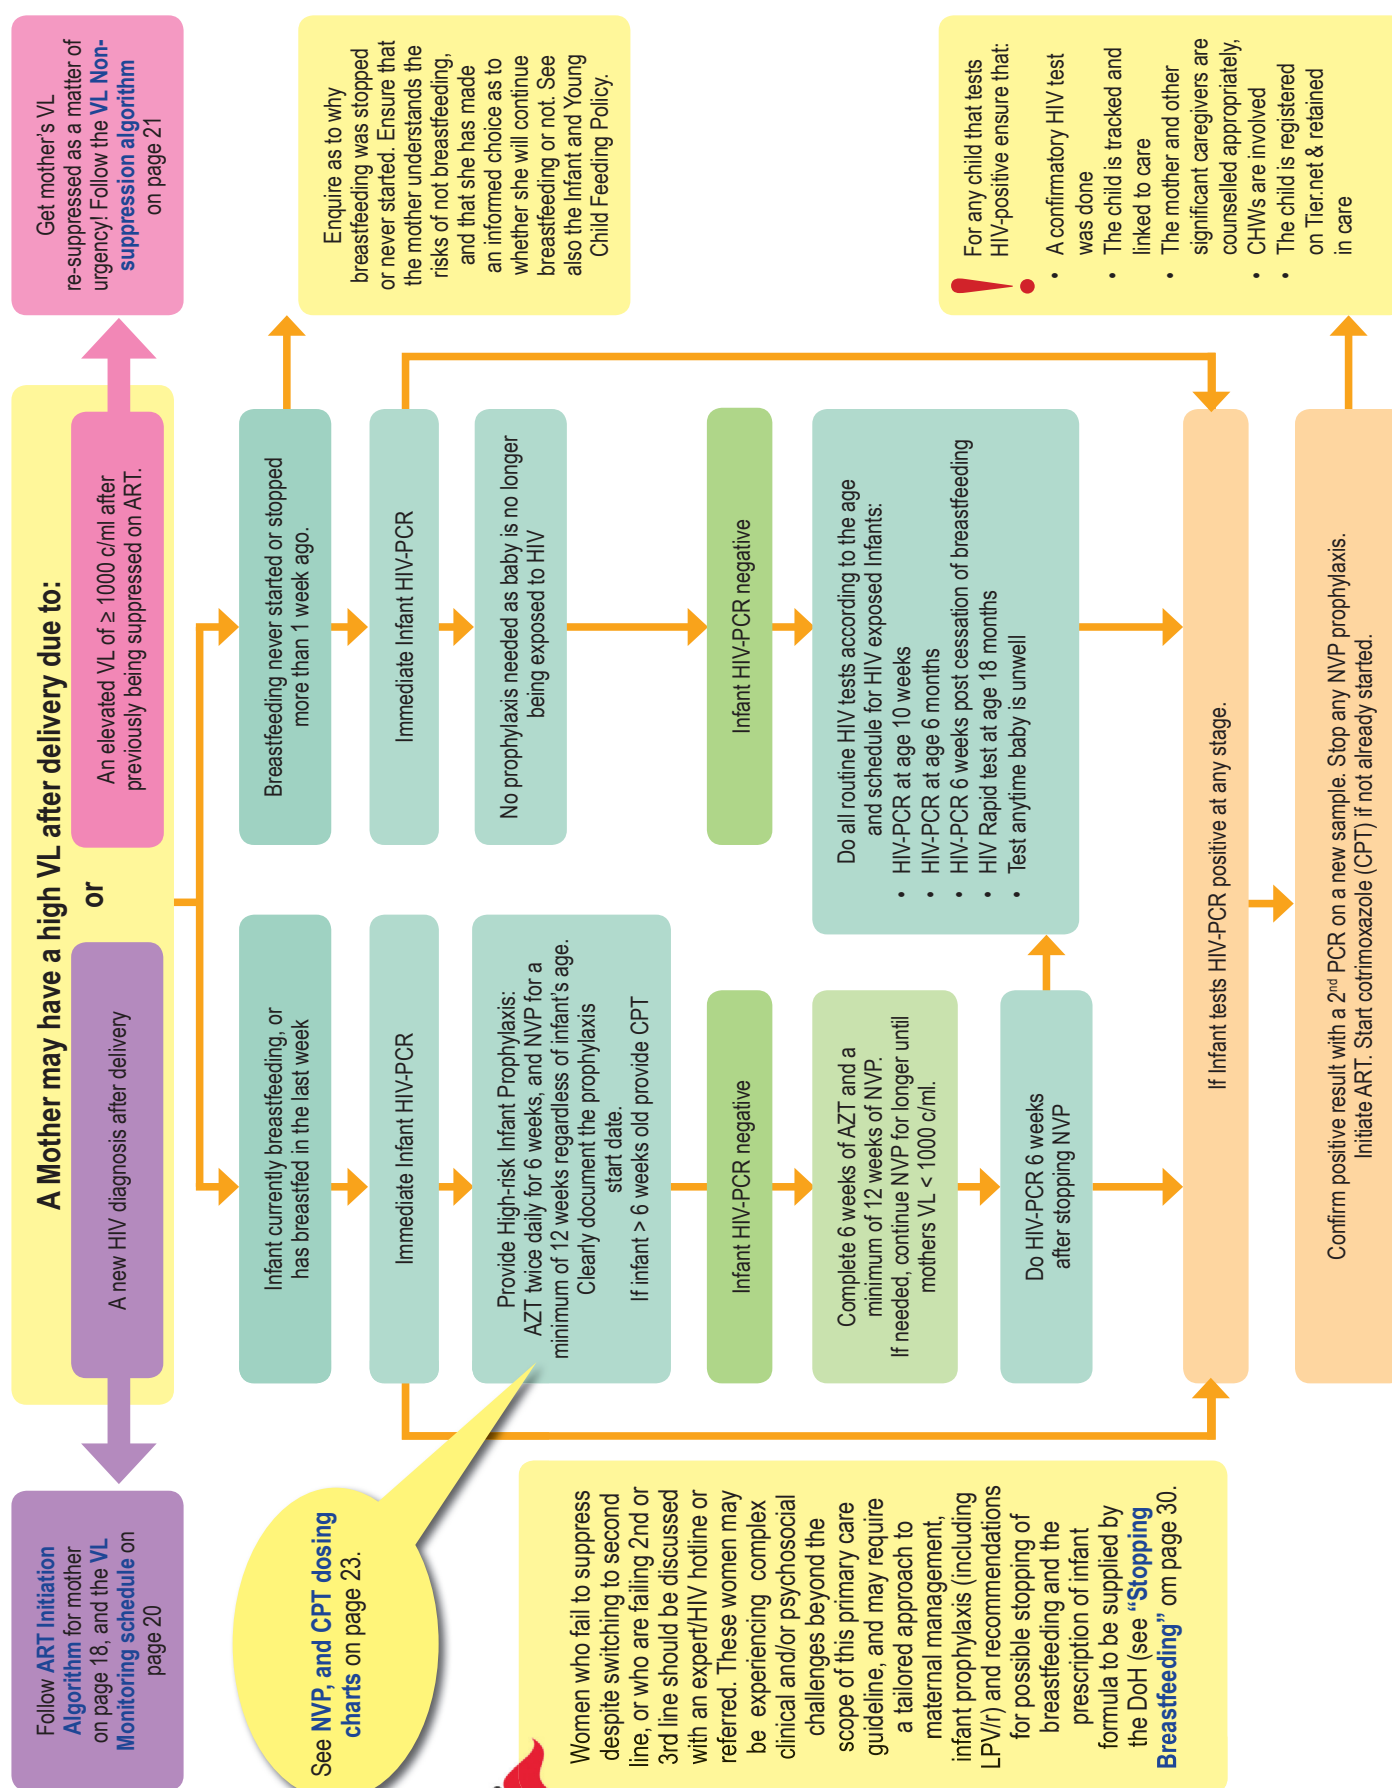 A Mother may have a high VL after delivery due to:
Follow ART Initiation
Algorithm for mother
on page 18, and the VL
Monitoring schedule on
page 20
A new HIV diagnosis after delivery
or
An elevated VL of ≥ 1000 c/ml after
previously being suppressed on ART.
Get mother's VL
re-suppressed as a matter of
urgency! Follow the VL Non-
suppression algorithm
on page 21
Infant currently breastfeeding, or
has breastfed in the last week
Breastfeeding never started or stopped
more than 1 week ago.
Enquire as to why
breastfeeding was stopped
or never started. Ensure that
the mother understands the
risks of not breastfeeding,
and that she has made
an informed choice as to
whether she will continue
breastfeeding or not. See
also the Infant and Young
Child Feeding Policy.
Immediate Infant HIV-PCR
Immediate Infant HIV-PCR
See NVP, and CPT dosing
charts on page 23.
Provide High-risk Infant Prophylaxis:
AZT twice daily for 6 weeks, and NVP for a
minimum of 12 weeks regardless of infant's age.
Clearly document the prophylaxis
start date.
If infant > 6 weeks old provide CPT
No prophylaxis needed as baby is no longer
being exposed to HIV
Infant HIV-PCR negative
Infant HIV-PCR negative
Complete 6 weeks of AZT and a
minimum of 12 weeks of NVP.
If needed, continue NVP for longer until
mothers VL < 1000 c/ml.
Do all routine HIV tests according to the age
and schedule for HIV exposed Infants:
• HIV-PCR at age 10 weeks
• HIV-PCR at age 6 months
• HIV-PCR 6 weeks post cessation of breastfeeding
• HIV Rapid test at age 18 months
• Test anytime baby is unwell
Do HIV-PCR 6 weeks
after stopping NVP
Women who fail to suppress
despite switching to second
line, or who are failing 2nd or
3rd line should be discussed
with an expert/HIV hotline or
referred. These women may
be experiencing complex
clinical and/or psychosocial
challenges beyond the
scope of this primary care
guideline, and may require
a tailored approach to
maternal management,
infant prophylaxis (including
LPV/r) and recommendations
for possible stopping of
breastfeeding and the
prescription of infant
formula to be supplied by
the DoH (see "Stopping
Breastfeeding" om page 30.
If Infant tests HIV-PCR positive at any stage.
Confirm positive result with a 2nd PCR on a new sample. Stop any NVP prophylaxis.
Initiate ART. Start cotrimoxazole (CPT) if not already started.
For any child that tests
HIV-positive ensure that:
• A confirmatory HIV test
was done
• The child is tracked and
linked to care
• The mother and other
significant caregivers are
counselled appropriately,
CHWs are involved
• The child is registered
on Tier.net & retained
in care